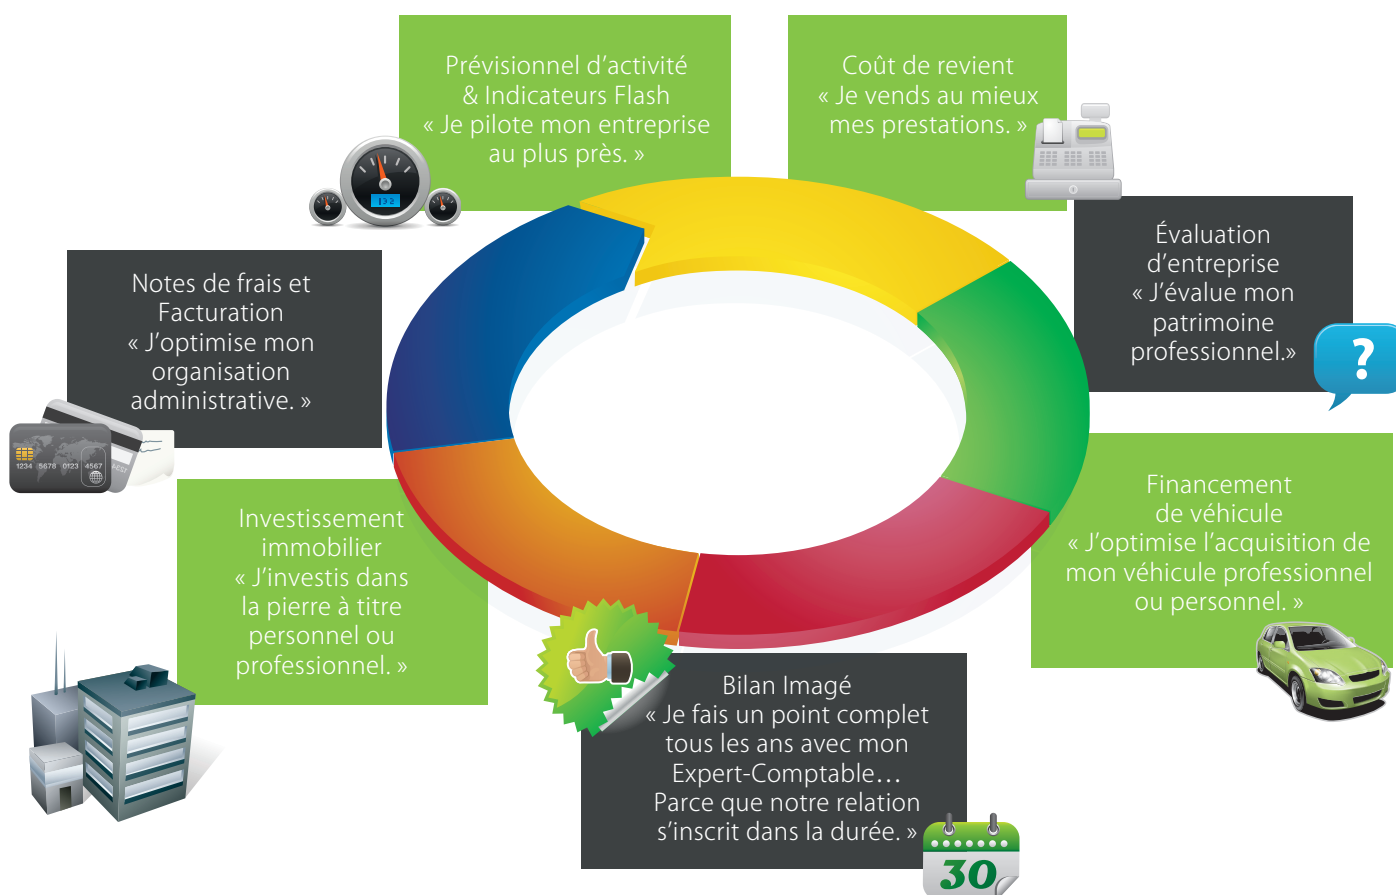 Prévisionnel d’activité
& Indicateurs Flash
« Je pilote mon entreprise
au plus près. »
132
Coût de revient
« Je vends au mieux
mes prestations. »
Évaluation
d’entreprise
« J’évalue mon
patrimoine
professionnel.»
?
Notes de frais et
Facturation
« J’optimise mon
organisation
administrative. »
1234 5678 0123 4567
Financement
de véhicule
« J’optimise l’acquisition de
mon véhicule professionnel
ou personnel. »
Investissement
immobilier
« J’investis dans
la pierre à titre
personnel ou
professionnel. »
Bilan Imagé
« Je fais un point complet
tous les ans avec mon
Expert-Comptable…
Parce que notre relation
s’inscrit dans la durée. »
30